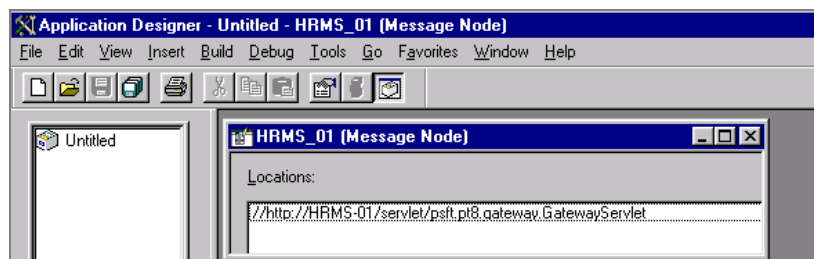 Application Designer - Untitled - HRMS_01 (Message Node)
File Edit View Insert Build Debug Tools Go Favorites Window Help
Untitled
HRMS_01 (Message Node)
Locations:
//http://HRMS-01/servlet/psft.pt8.gateway.GatewayServlet